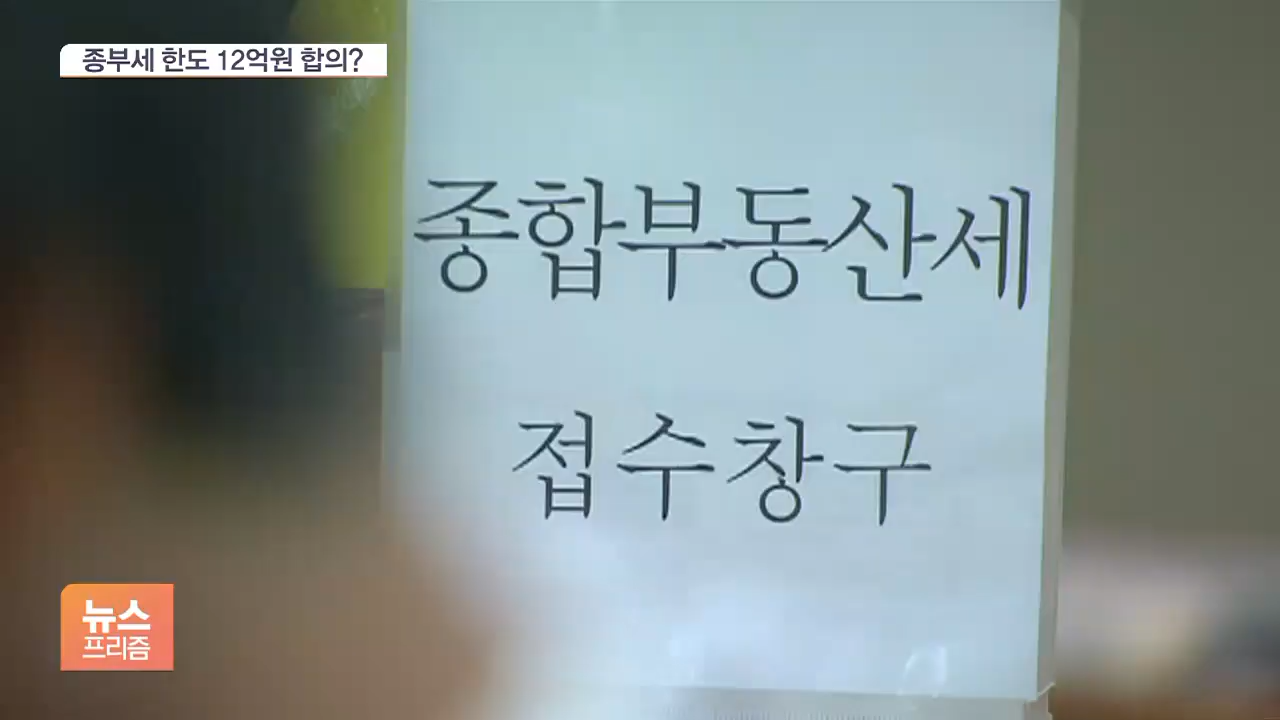 종부세 한도 12억원 합의?
종합부동산세
접수창구
뉴스
프리즘